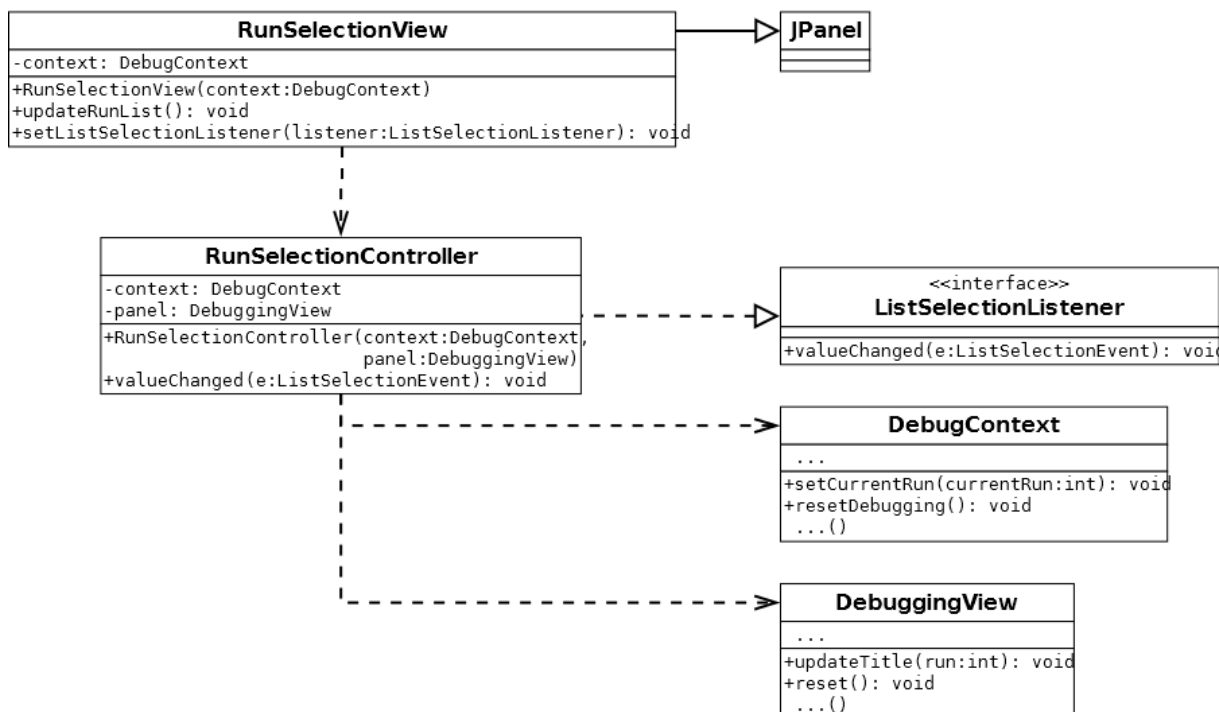 RunSelectionView
-context: DebugContext
+RunSelectionView(context:DebugContext)
+updateRunList(): void
+setListSelectionListener(listener:ListSelectionListener): void
JPanel
RunSelectionController
-context: DebugContext
-panel: DebuggingView
+RunSelectionController(context:DebugContext,
panel:DebuggingView)
+valueChanged(e:ListSelectionEvent): void
<<interface>>
ListSelectionListener
+valueChanged(e:ListSelectionEvent): void
DebugContext
...
+setCurrentRun(currentRun:int): void
+resetDebugging(): void
...()
DebuggingView
...
+updateTitle(run:int): void
+reset(): void
...()